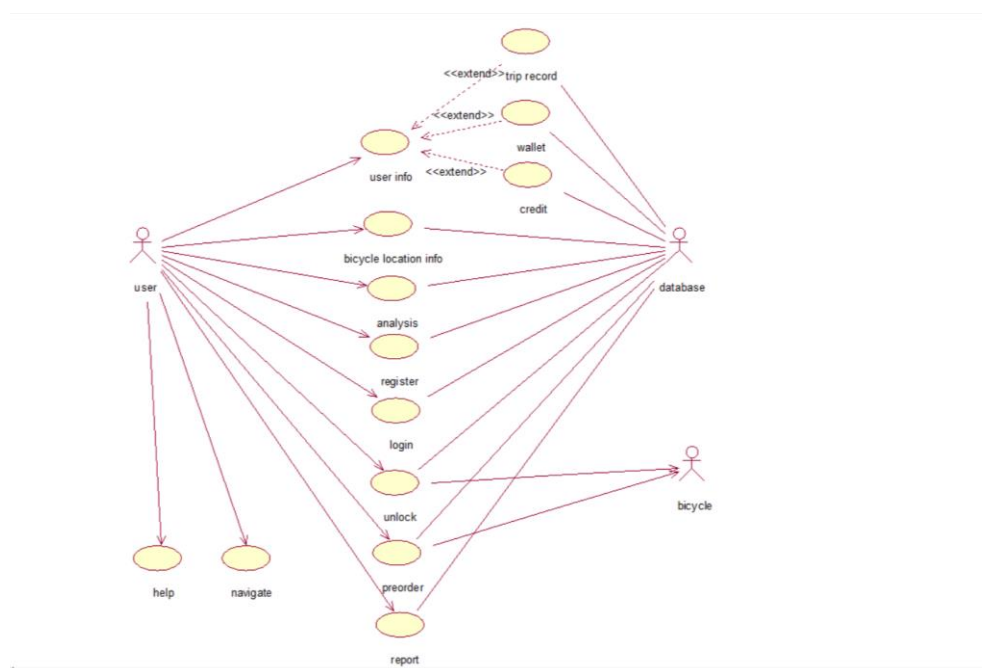 <<extend>>
trip record
<<extend>>
wallet
user info
<<extend>>
credit
bicycle location info
user
database
analysis
register
login
bicycle
unlock
help
navigate
preorder
report